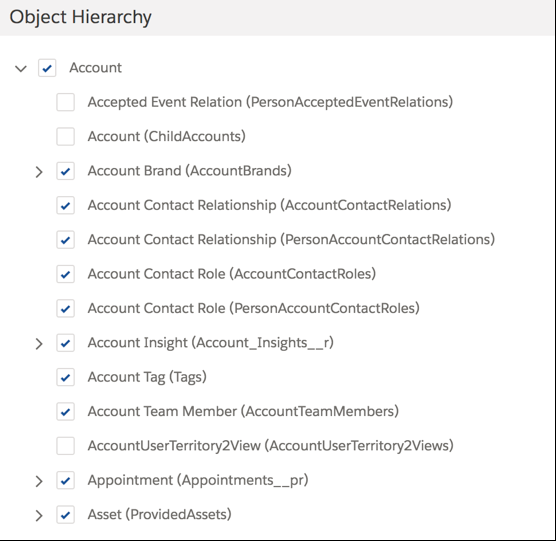 Object Hierarchy
Account
Accepted Event Relation (PersonAcceptedEventRelations)
Account (ChildAccounts)
Account Brand (AccountBrands)
Account Contact Relationship (AccountContactRelations)
Account Contact Relationship (PersonAccountContactRelations)
Account Contact Role (AccountContactRoles)
Account Contact Role (PersonAccountContactRoles)
Account Insight (Account_Insights__r)
Account Tag (Tags)
Account Team Member (AccountTeamMembers)
AccountUserTerritory2View (AccountUserTerritory2Views)
Appointment (Appointments__pr)
Asset (ProvidedAssets)